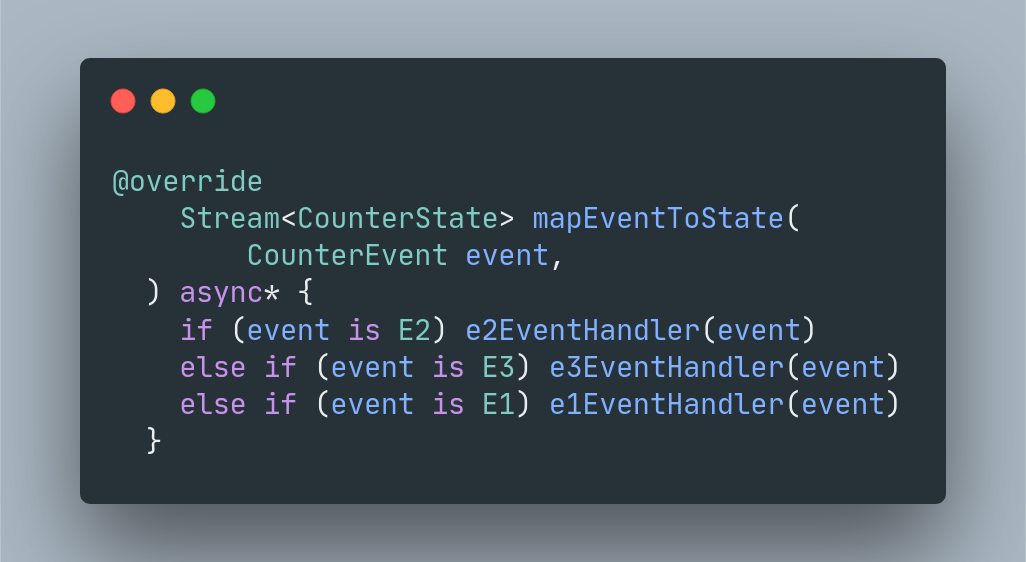 @override
Stream<CounterState> mapEventToState(
CounterEvent event,
) async* {
if (event is E2) e2EventHandler(event)
else if (event is E3) e3EventHandler(event)
else if (event is E1) e1EventHandler(event)
}